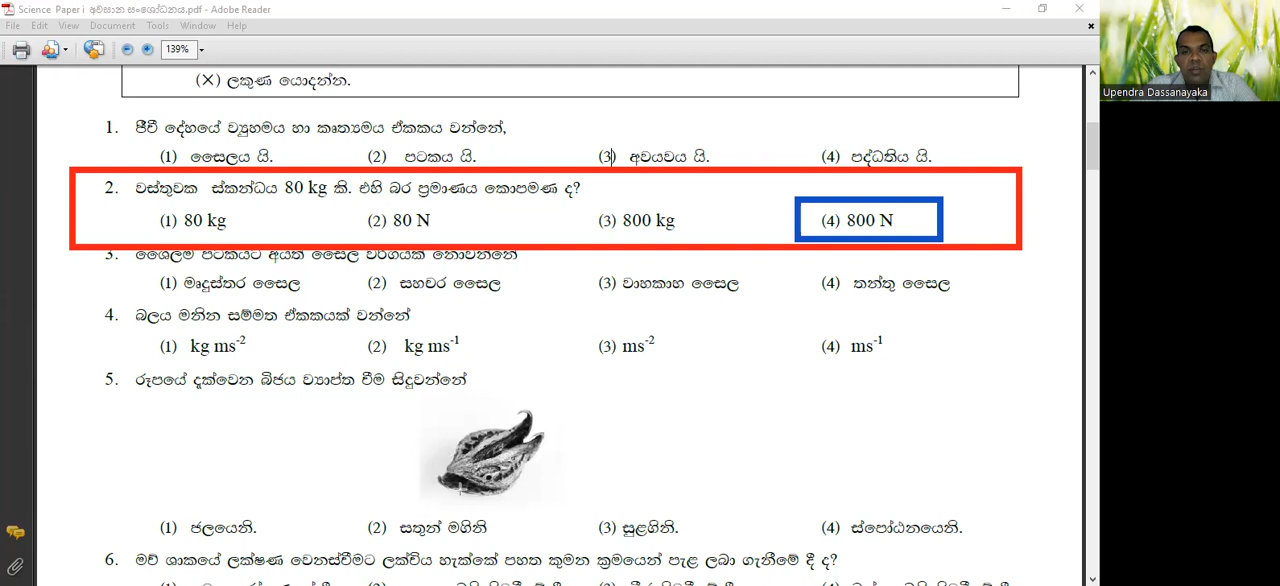 Science Paper i අවසාන සංශෝධනය.pdf - Adobe Reader
File Edit View Document Tools Window Help
139%
Upendra Dassanayaka
(X) ලකුණ යොදන්න.
1. ජීවී දේහයේ ව්‍යුහමය හා කෘත්‍යමය ඒකකය වන්නේ,
(1) සෛලය යි. (2) පටකය යි. (3) අවයවය යි. (4) පද්ධතිය යි.
2. වස්තුවක ස්කන්ධය 80 kg කි. එහි බර ප්‍රමාණය කොපමණ ද?
(1) 80 kg (2) 80 N (3) 800 kg (4) 800 N
3. ශෛලම පටකයට අයත් සෛල වර්ගයක් නොවන්නේ
(1) මෘදුස්තර සෛල (2) සහචර සෛල (3) වාහකාභ සෛල (4) තන්තු සෛල
4. බලය මනින සම්මත ඒකකයක් වන්නේ
(1) kg ms⁻² (2) kg ms⁻¹ (3) ms⁻² (4) ms⁻¹
5. රූපයේ දැක්වෙන බීජය ව්‍යාප්ත වීම සිදුවන්නේ
(1) ජලයෙනි. (2) සතුන් මගිනි (3) සුළගිනි. (4) ස්ඵෝඨනයෙනි.
6. මව් ශාකයේ ලක්ෂණ වෙනස්වීමට ලක්විය හැක්කේ පහත කුමන ක්‍රමයෙන් පැළ ලබා ගැනීමේ දී ද?